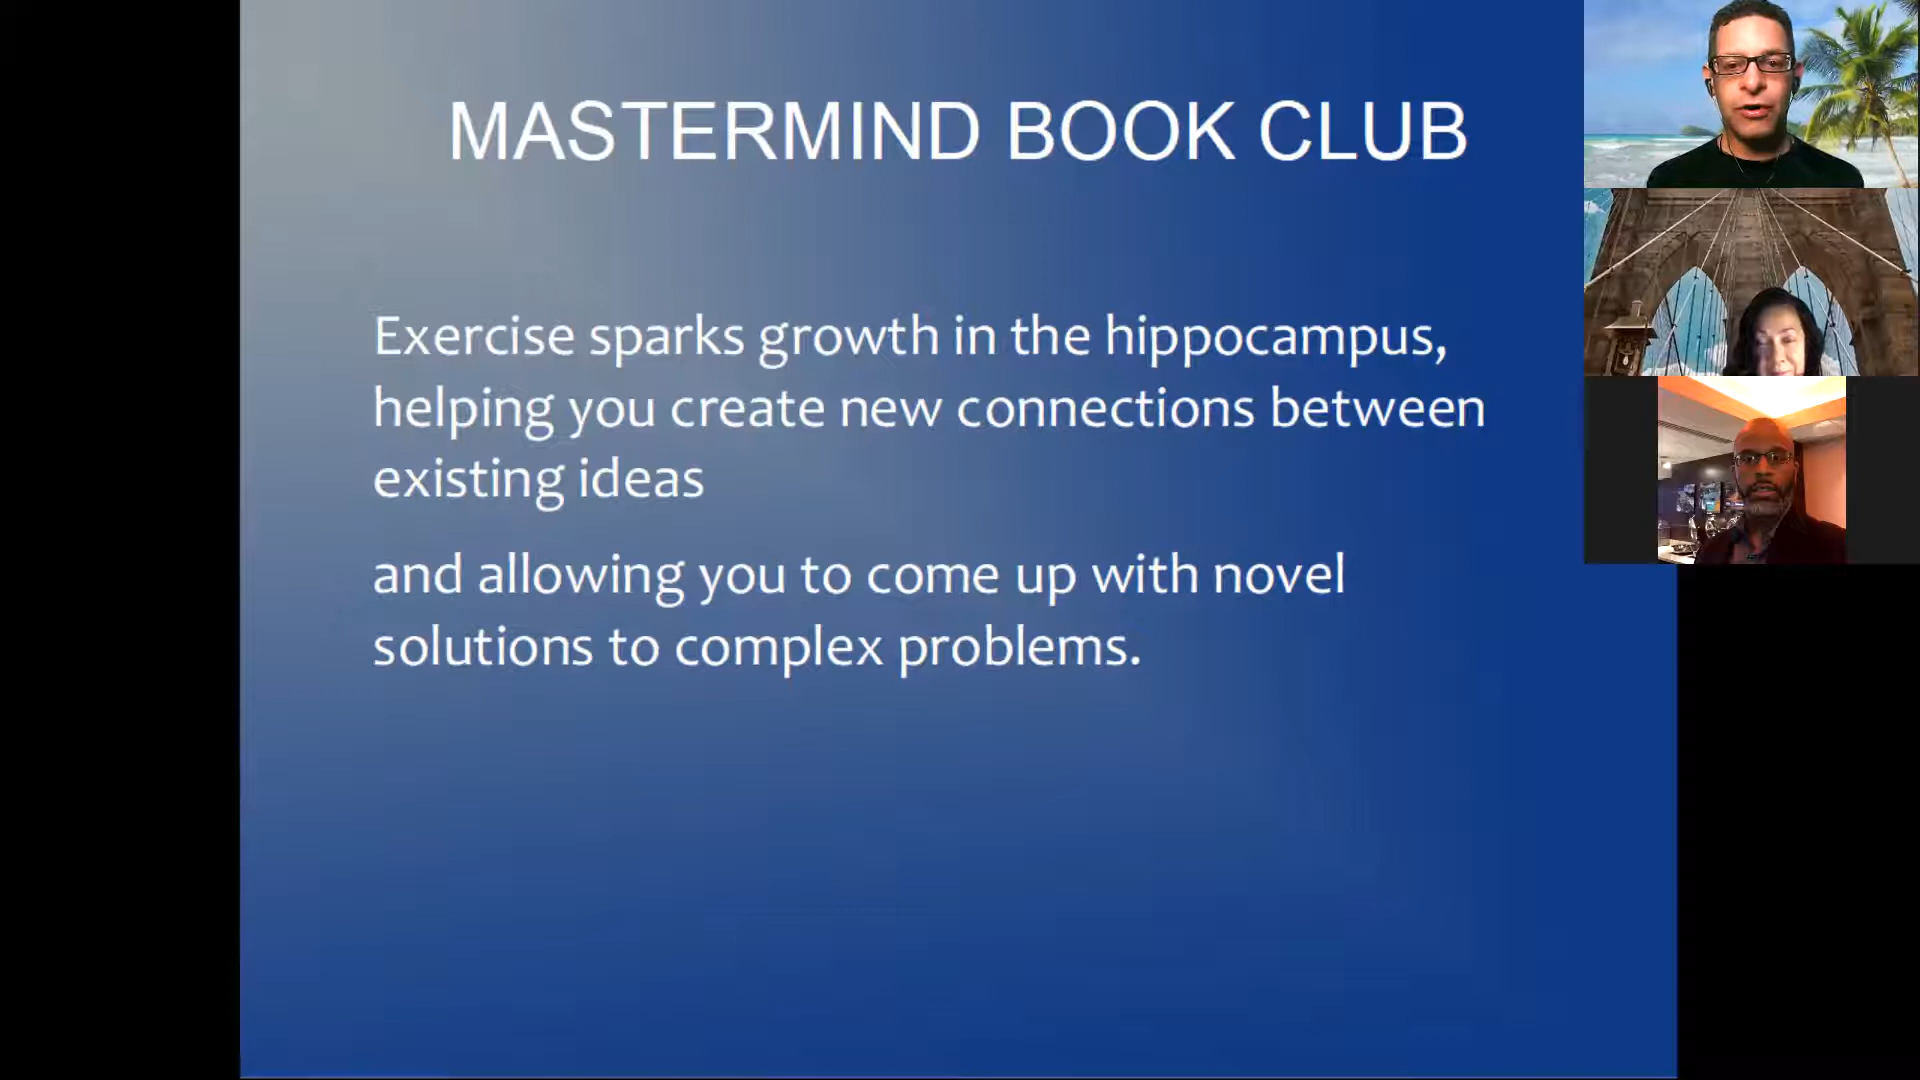 MASTERMIND BOOK CLUB
Exercise sparks growth in the hippocampus,
helping you create new connections between
existing ideas
and allowing you to come up with novel
solutions to complex problems.